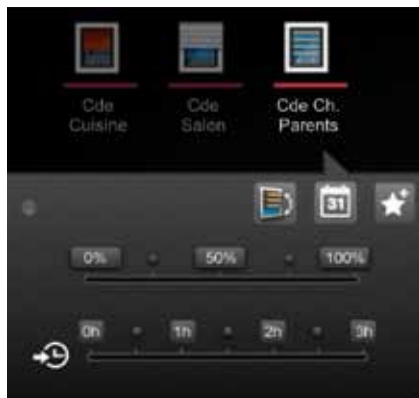 Cde
Cuisine
Cde
Salon
Cde Ch.
Parents
31
0% 50% 100%
0h 1h 2h 3h